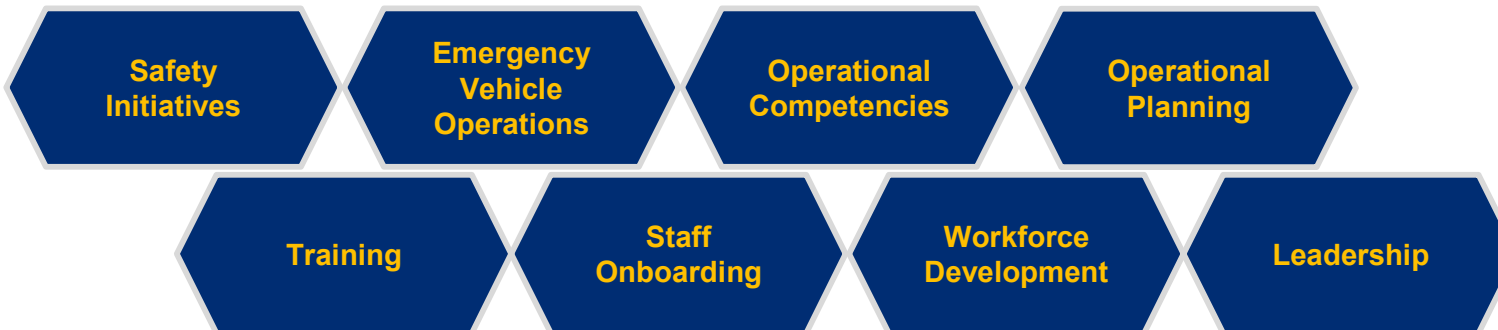 Safety
Initiatives
Emergency
Vehicle
Operations
Operational
Competencies
Operational
Planning
Training
Staff
Onboarding
Workforce
Development
Leadership